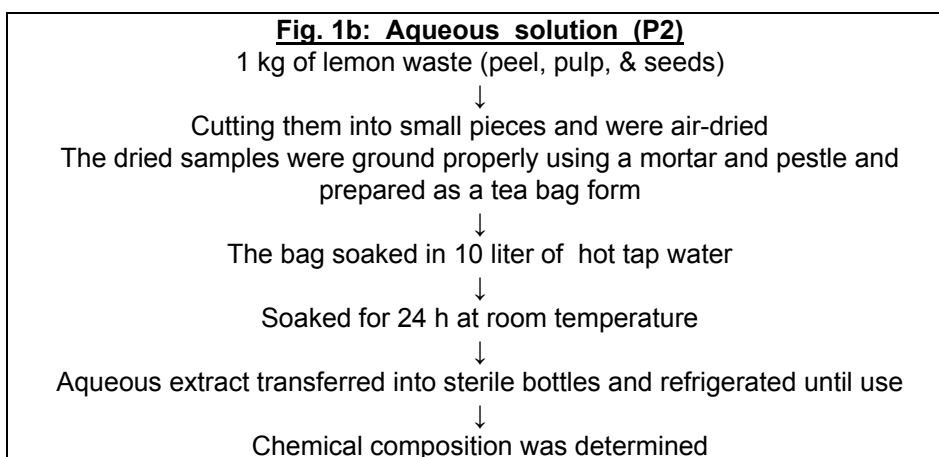 Fig. 1b: Aqueous solution (P2)
1 kg of lemon waste (peel, pulp, & seeds)
↓
Cutting them into small pieces and were air-dried
The dried samples were ground properly using a mortar and pestle and
prepared as a tea bag form
↓
The bag soaked in 10 liter of hot tap water
↓
Soaked for 24 h at room temperature
↓
Aqueous extract transferred into sterile bottles and refrigerated until use
↓
Chemical composition was determined